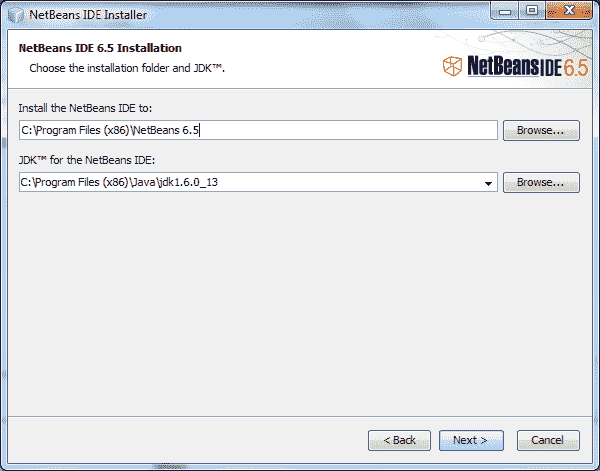 NetBeans IDE Installer
NetBeans IDE 6.5 Installation
Choose the installation folder and JDK™.
NetBeans IDE 6.5
Install the NetBeans IDE to:
C:\Program Files (x86)\NetBeans 6.5
Browse...
JDK™ for the NetBeans IDE:
C:\Program Files (x86)\Java\jdk1.6.0_13
Browse...
< Back
Next >
Cancel